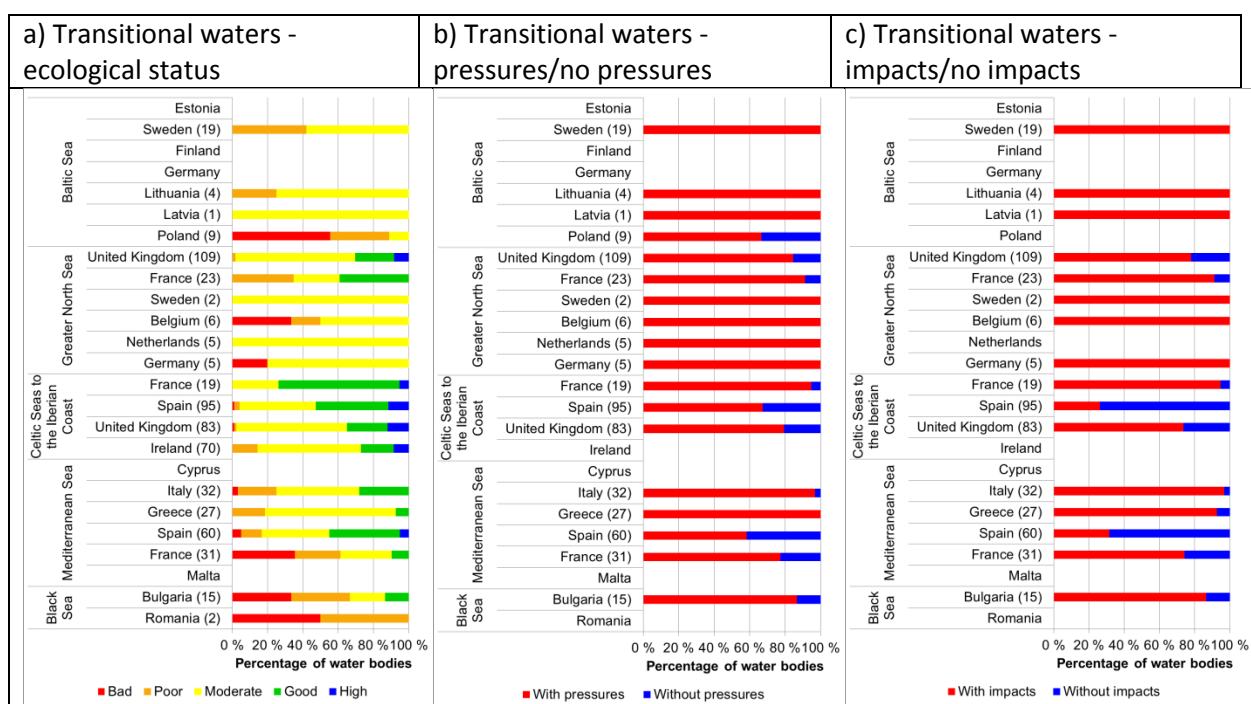 a) Transitional waters -
ecological status
b) Transitional waters -
pressures/no pressures
c) Transitional waters -
impacts/no impacts
Baltic Sea
Estonia
Sweden (19)
Finland
Germany
Lithuania (4)
Latvia (1)
Poland (9)
Greater North Sea
United Kingdom (109)
France (23)
Sweden (2)
Belgium (6)
Netherlands (5)
Germany (5)
Celtic Seas to
the Iberian
Coast
France (19)
Spain (95)
United Kingdom (83)
Ireland (70)
Mediterranean Sea
Cyprus
Italy (32)
Greece (27)
Spain (60)
France (31)
Malta
Black
Sea
Bulgaria (15)
Romania (2)
0 % 20 % 40 % 60 % 80 % 100 %
Percentage of water bodies
Bad Poor Moderate Good High
Baltic Sea
Estonia
Sweden (19)
Finland
Germany
Lithuania (4)
Latvia (1)
Poland (9)
Greater North Sea
United Kingdom (109)
France (23)
Sweden (2)
Belgium (6)
Netherlands (5)
Germany (5)
Celtic Seas to
the Iberian
Coast
France (19)
Spain (95)
United Kingdom (83)
Ireland
Mediterranean Sea
Cyprus
Italy (32)
Greece (27)
Spain (60)
France (31)
Malta
Black
Sea
Bulgaria (15)
Romania
0 % 20 % 40 % 60 % 80 % 100 %
Percentage of water bodies
With pressures Without pressures
Baltic Sea
Estonia
Sweden (19)
Finland
Germany
Lithuania (4)
Latvia (1)
Poland
Greater North Sea
United Kingdom (109)
France (23)
Sweden (2)
Belgium (6)
Netherlands
Germany (5)
Celtic Seas to
the Iberian
Coast
France (19)
Spain (95)
United Kingdom (83)
Ireland
Mediterranean Sea
Cyprus
Italy (32)
Greece (27)
Spain (60)
France (31)
Malta
Black
Sea
Bulgaria (15)
Romania
0 % 20 % 40 % 60 % 80 % 100 %
Percentage of water bodies
With impacts Without impacts